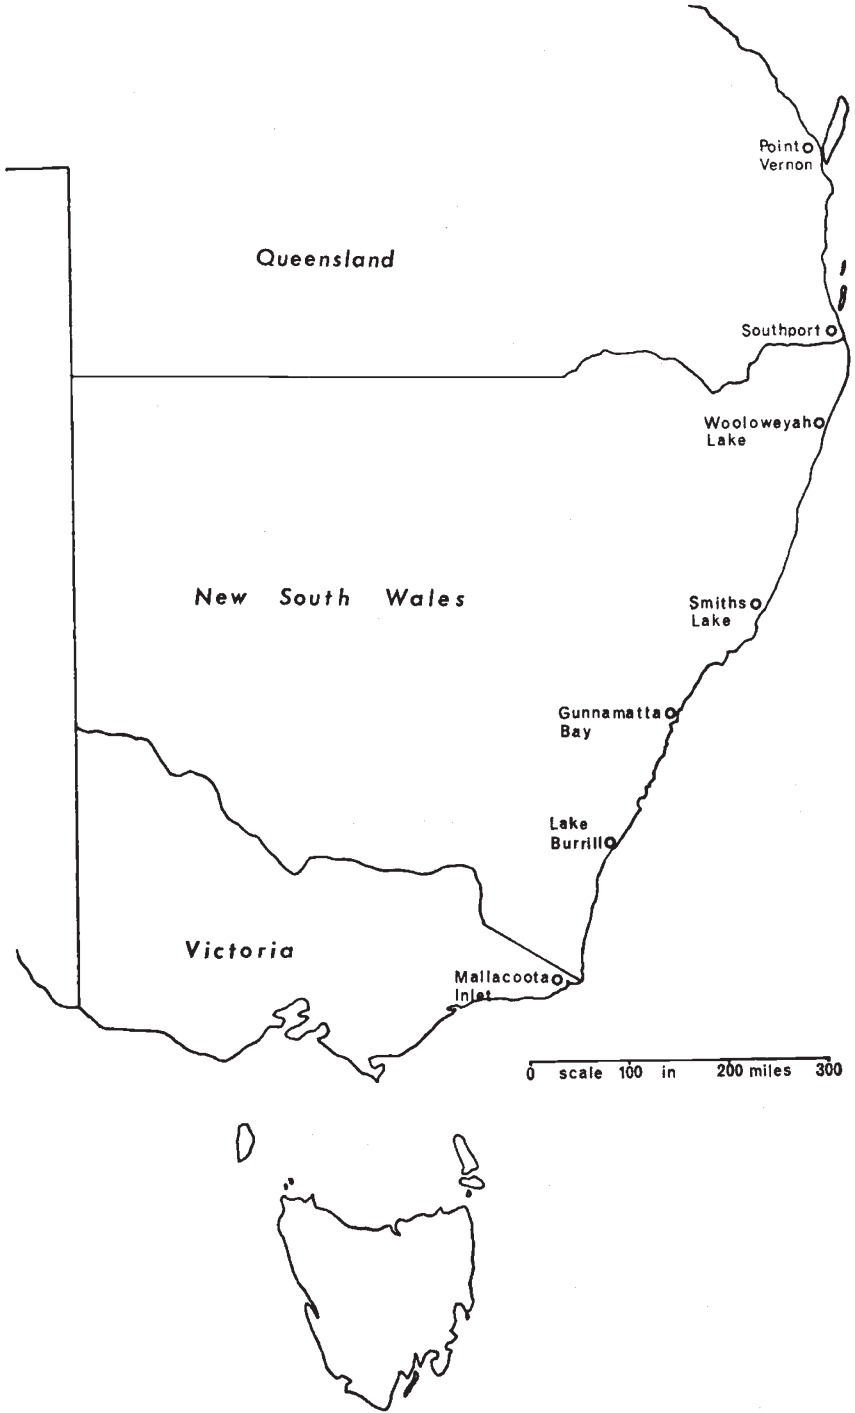 Point
Vernon
Queensland
Southport
Wooloweyah
Lake
New South Wales
Smiths
Lake
Gunnamatta
Bay
Lake
Burrill
Victoria
Mallacoota
Inlet
0 scale 100 in 200 miles 300